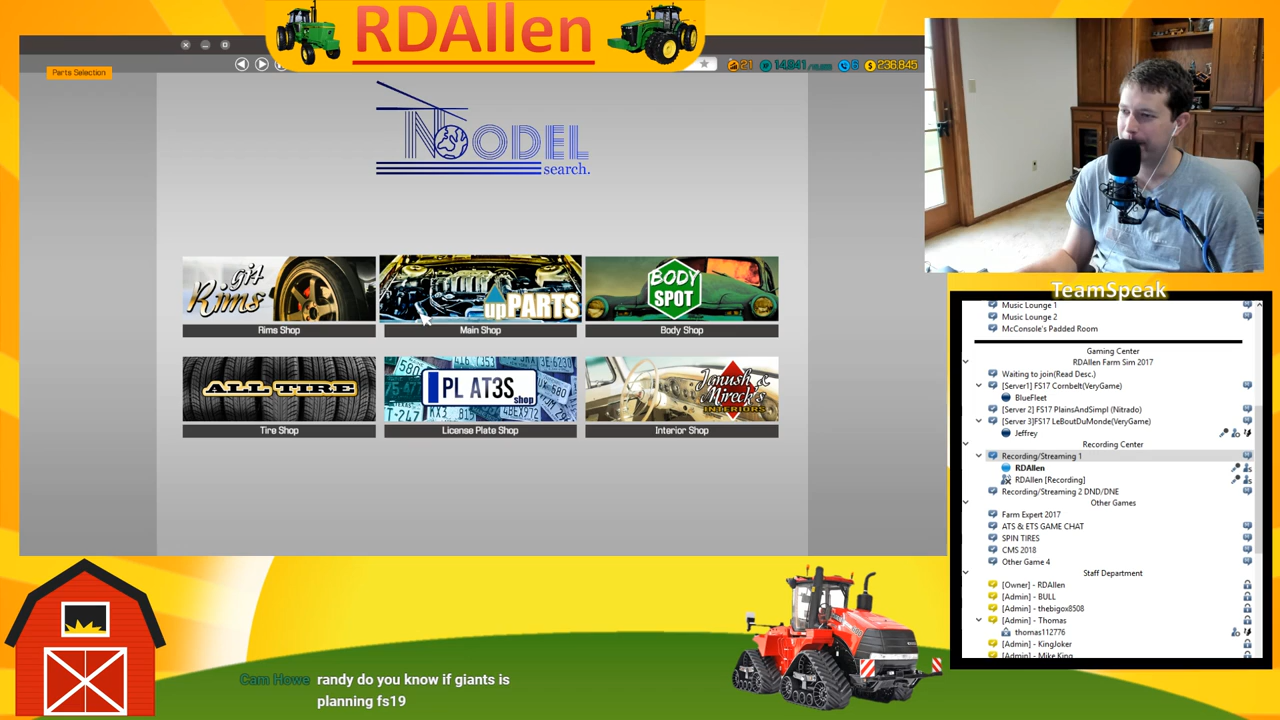 RDAllen
Parts Selection
21
6
236,845
NOODEL
search.
git
Rims
Rims Shop
upPARTS
Main Shop
BODY
SPOT
Body Shop
ALL TIRE
Tire Shop
PL AT3S
shop
License Plate Shop
Janush &
Mireck's
INTERIORS
Interior Shop
TeamSpeak
Music Lounge 1
Music Lounge 2
McConsole's Padded Room
Gaming Center
RDAllen Farm Sim 2017
Waiting to join(Read Desc.)
[Server1] FS17 Cornbelt(VeryGame)
BlueFleet
[Server 2] FS17 PlainsAndSimpl (Nitrado)
[Server 3]FS17 LeBoutDuMonde(VeryGame)
Jeffrey
Recording Center
Recording/Streaming 1
RDAllen
RDAllen [Recording]
Recording/Streaming 2 DND/DNE
Other Games
Farm Expert 2017
ATS & ETS GAME CHAT
SPIN TIRES
CMS 2018
Other Game 4
Staff Department
[Owner] - RDAllen
[Admin] - BULL
[Admin] - thebigox8508
[Admin] - Thomas
thomas112776
[Admin] - KingJoker
[Admin] - Mike King
Cam Howe randy do you know if giants is
planning fs19